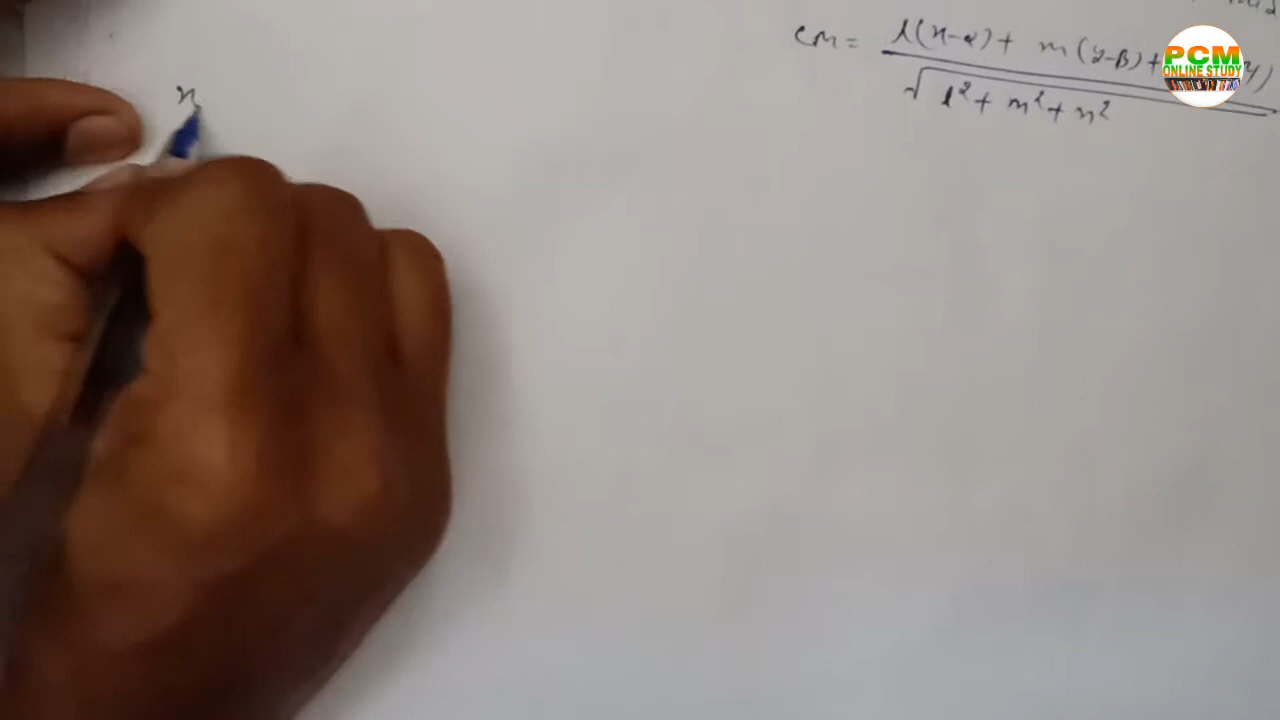 CM = l(x-α) + m(y-β) +
√ l² + m² + n²
x
PCM
ONLINE STUDY